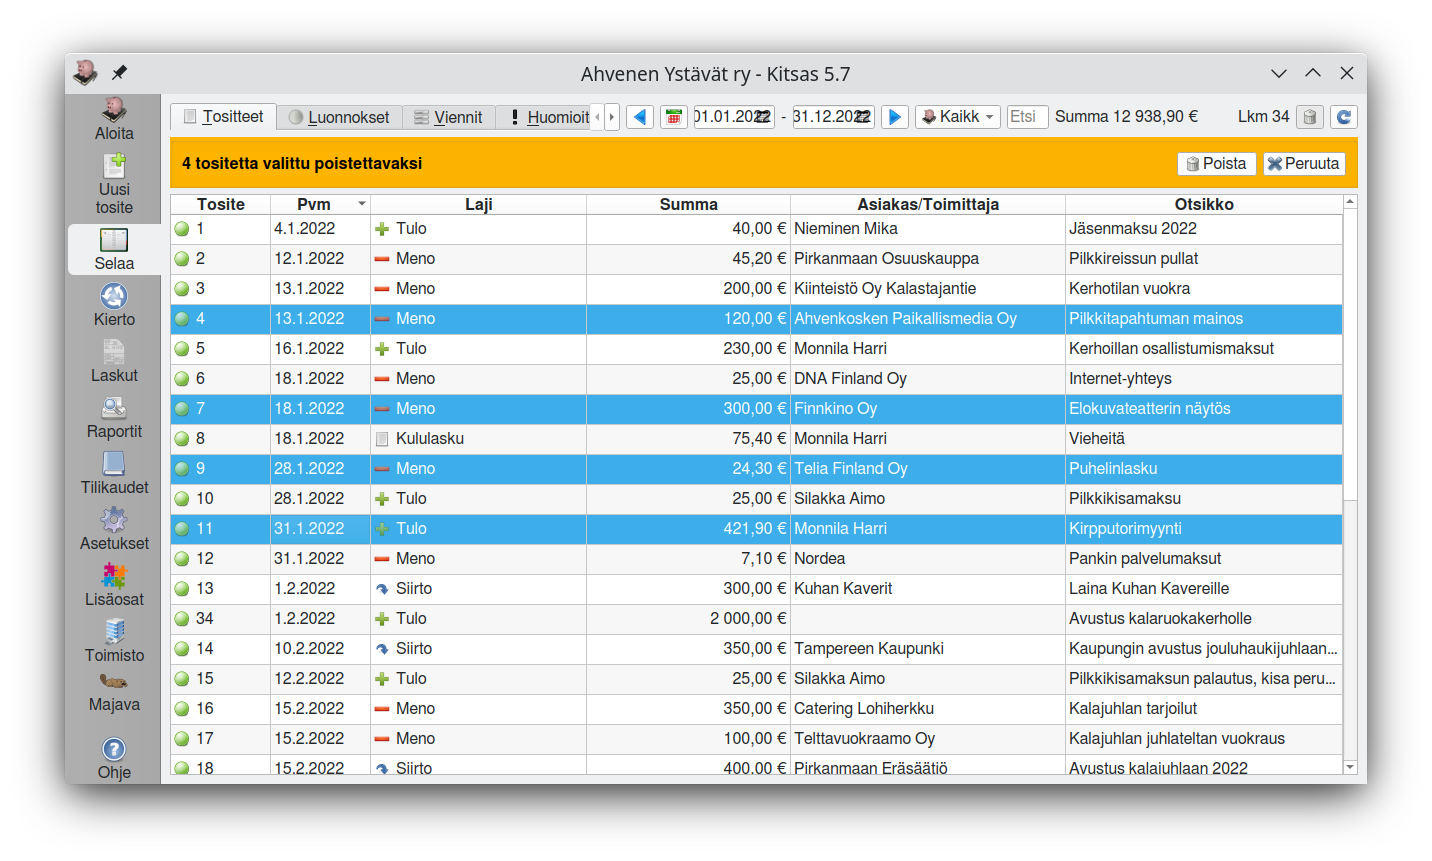 Ahvenen Ystävät ry - Kitsas 5.7
Aloita
Uusi
tosite
Selaa
Kierto
Laskut
Raportit
Tilikaudet
Asetukset
Lisäosat
Toimisto
Majava
Ohje
Tositteet Luonnokset Viennit Huomioit 01.01.2022 - 31.12.2022 Kaikk Etsi Summa 12 938,90 € Lkm 34
4 tositetta valittu poistettavaksi Poista Peruuta
Tosite Pvm Laji Summa Asiakas/Toimittaja Otsikko
1 4.1.2022 Tulo 40,00 € Nieminen Mika Jäsenmaksu 2022
2 12.1.2022 Meno 45,20 € Pirkanmaan Osuuskauppa Pilkkireissun pullat
3 13.1.2022 Meno 200,00 € Kiinteistö Oy Kalastajantie Kerhotilan vuokra
4 13.1.2022 Meno 120,00 € Ahvenkosken Paikallismedia Oy Pilkkitapahtuman mainos
5 16.1.2022 Tulo 230,00 € Monnila Harri Kerhoillan osallistumismaksut
6 18.1.2022 Meno 25,00 € DNA Finland Oy Internet-yhteys
7 18.1.2022 Meno 300,00 € Finnkino Oy Elokuvateatterin näytös
8 18.1.2022 Kululasku 75,40 € Monnila Harri Vieheitä
9 28.1.2022 Meno 24,30 € Telia Finland Oy Puhelinlasku
10 28.1.2022 Tulo 25,00 € Silakka Aimo Pilkkikisamaksu
11 31.1.2022 Tulo 421,90 € Monnila Harri Kirpputorimyynti
12 31.1.2022 Meno 7,10 € Nordea Pankin palvelumaksut
13 1.2.2022 Siirto 300,00 € Kuhan Kaverit Laina Kuhan Kavereille
34 1.2.2022 Tulo 2 000,00 € Avustus kalaruokakerholle
14 10.2.2022 Siirto 350,00 € Tampereen Kaupunki Kaupungin avustus jouluhaukijuhlaan...
15 12.2.2022 Tulo 25,00 € Silakka Aimo Pilkkikisamaksun palautus, kisa peru...
16 15.2.2022 Meno 350,00 € Catering Lohiherkku Kalajuhlan tarjoilut
17 15.2.2022 Meno 100,00 € Telttavuokraamo Oy Kalajuhlan juhlateltan vuokraus
18 15.2.2022 Siirto 400,00 € Pirkanmaan Eräsäätiö Avustus kalajuhlaan 2022